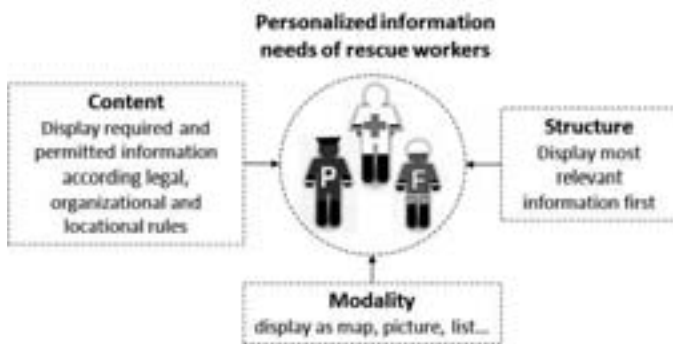 Personalized information
needs of rescue workers
Content
Display required and
permitted information
according legal,
organizational and
locational rules
P
F
Structure
Display most
relevant
information first
Modality
display as map, picture, list...